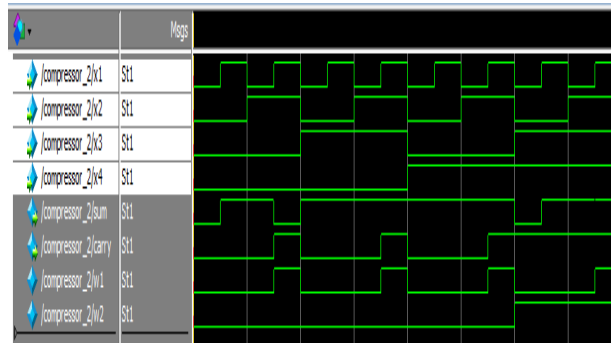 Msgs
/compressor_2/x1 St1
/compressor_2/x2 St1
/compressor_2/x3 St1
/compressor_2/x4 St1
/compressor_2/sum St1
/compressor_2/carry St1
/compressor_2/w1 St1
/compressor_2/w2 St1